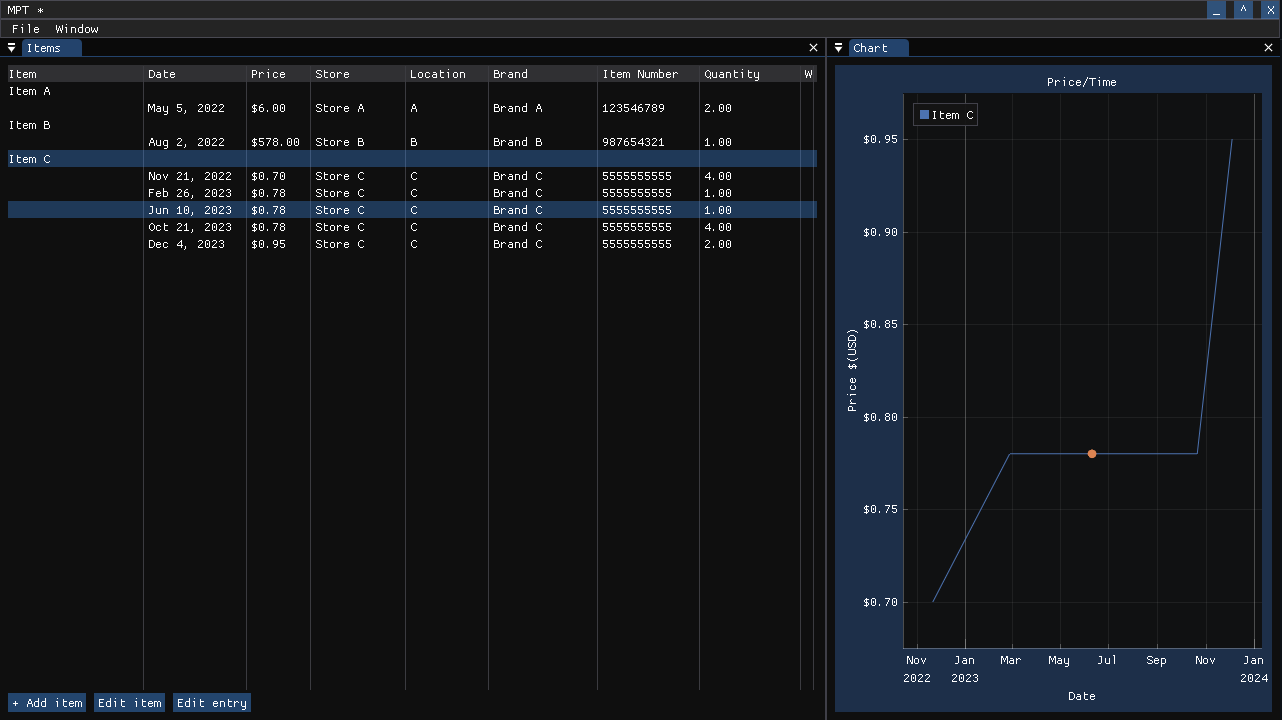 MPT *
_ ^ X
File Window
Items
Item Date Price Store Location Brand Item Number Quantity W
Item A
May 5, 2022 $6.00 Store A A Brand A 123546789 2.00
Item B
Aug 2, 2022 $578.00 Store B B Brand B 987654321 1.00
Item C
Nov 21, 2022 $0.70 Store C C Brand C 5555555555 4.00
Feb 26, 2023 $0.78 Store C C Brand C 5555555555 1.00
Jun 10, 2023 $0.78 Store C C Brand C 5555555555 1.00
Oct 21, 2023 $0.78 Store C C Brand C 5555555555 4.00
Dec 4, 2023 $0.95 Store C C Brand C 5555555555 2.00
+ Add item Edit item Edit entry
Chart
Price/Time
Item C
$0.95
$0.90
$0.85
$0.80
$0.75
$0.70
Price $(USD)
Nov Jan Mar May Jul Sep Nov Jan
2022 2023 2024
Date